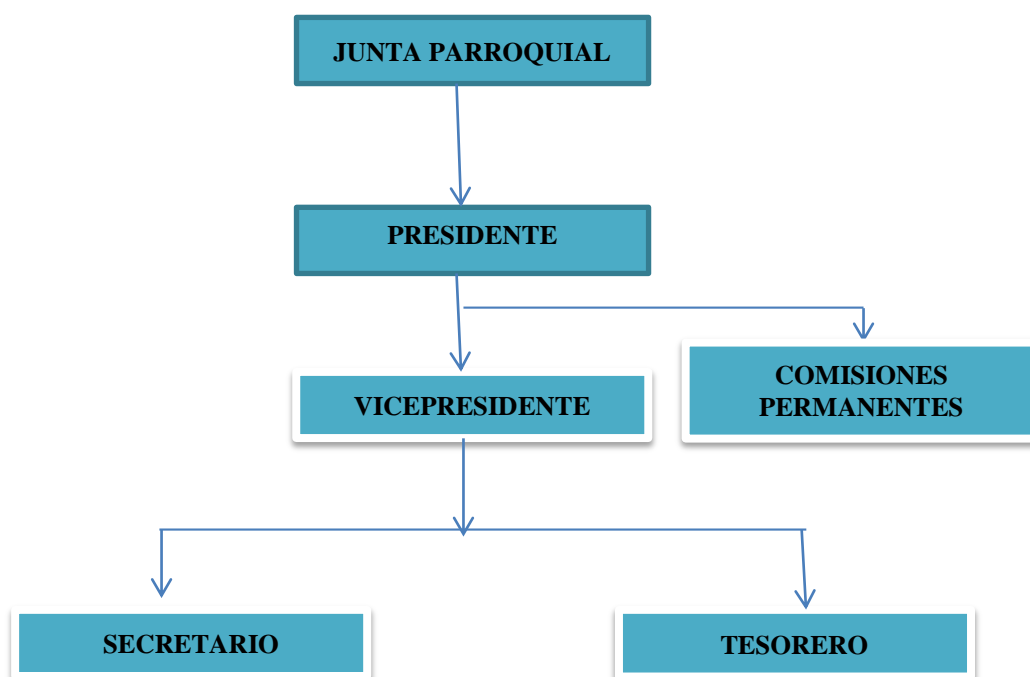 JUNTA PARROQUIAL
PRESIDENTE
COMISIONES
PERMANENTES
VICEPRESIDENTE
SECRETARIO
TESORERO